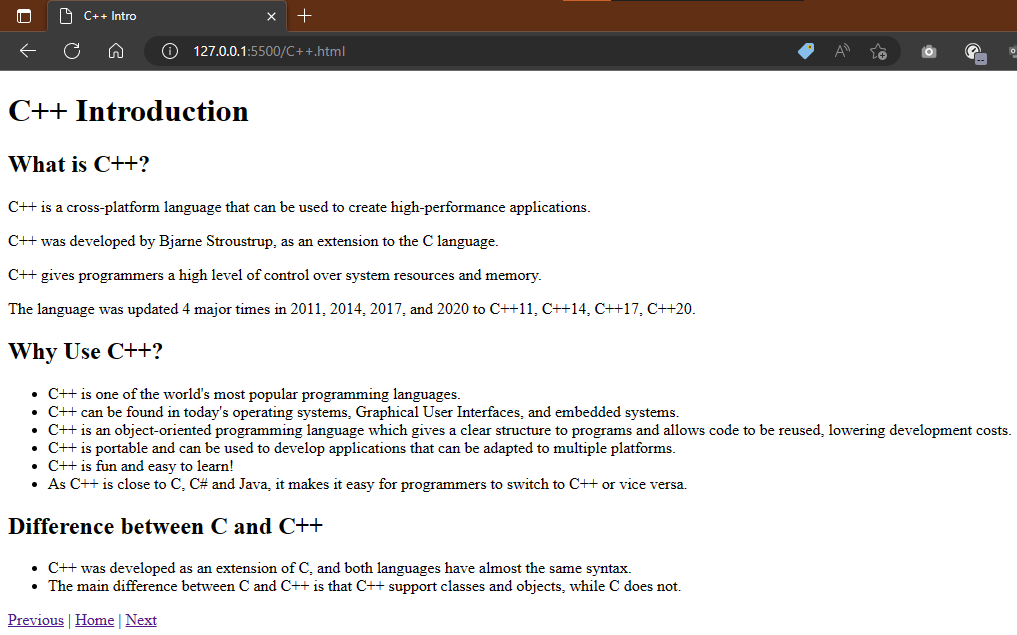 C++ Intro
127.0.0.1:5500/C++.html
C++ Introduction
What is C++?
C++ is a cross-platform language that can be used to create high-performance applications.
C++ was developed by Bjarne Stroustrup, as an extension to the C language.
C++ gives programmers a high level of control over system resources and memory.
The language was updated 4 major times in 2011, 2014, 2017, and 2020 to C++11, C++14, C++17, C++20.
Why Use C++?
• C++ is one of the world's most popular programming languages.
• C++ can be found in today's operating systems, Graphical User Interfaces, and embedded systems.
• C++ is an object-oriented programming language which gives a clear structure to programs and allows code to be reused, lowering development costs.
• C++ is portable and can be used to develop applications that can be adapted to multiple platforms.
• C++ is fun and easy to learn!
• As C++ is close to C, C# and Java, it makes it easy for programmers to switch to C++ or vice versa.
Difference between C and C++
• C++ was developed as an extension of C, and both languages have almost the same syntax.
• The main difference between C and C++ is that C++ support classes and objects, while C does not.
Previous | Home | Next